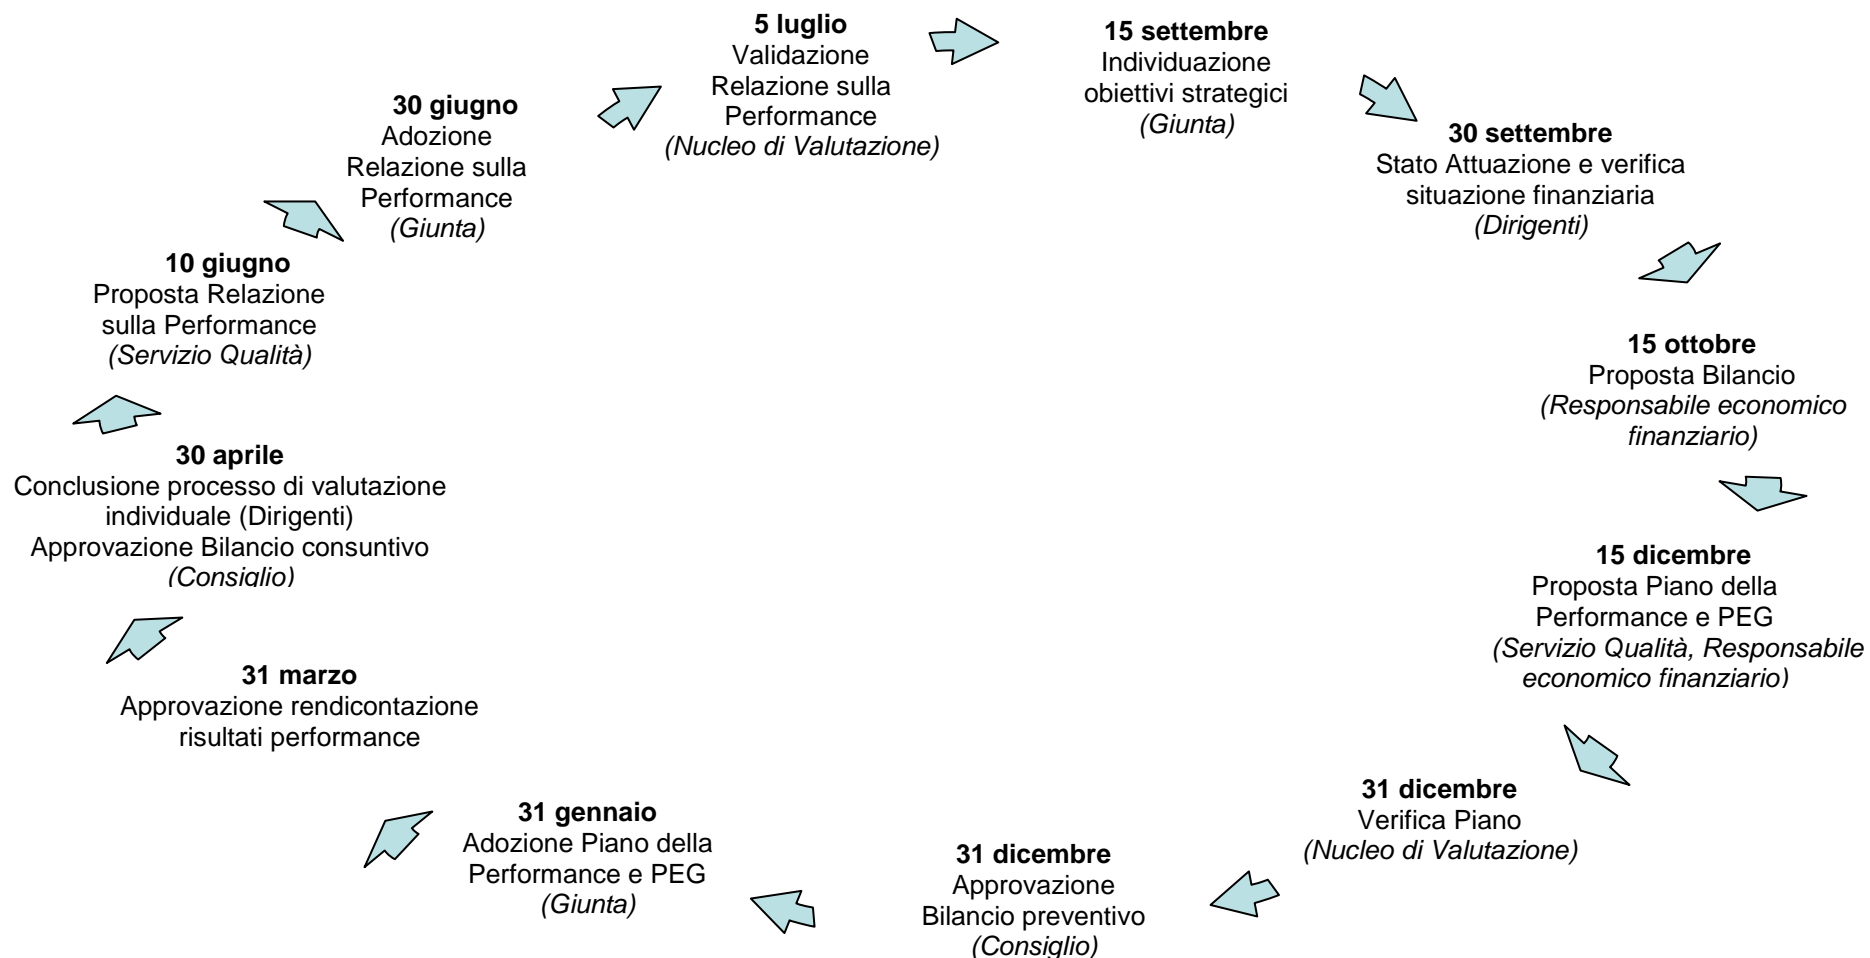 5 luglio
Validazione
Relazione sulla
Performance
(Nucleo di Valutazione)
15 settembre
Individuazione
obiettivi strategici
(Giunta)
30 settembre
Stato Attuazione e verifica
situazione finanziaria
(Dirigenti)
15 ottobre
Proposta Bilancio
(Responsabile economico
finanziario)
15 dicembre
Proposta Piano della
Performance e PEG
(Servizio Qualità, Responsabile
economico finanziario)
31 dicembre
Verifica Piano
(Nucleo di Valutazione)
31 dicembre
Approvazione
Bilancio preventivo
(Consiglio)
31 gennaio
Adozione Piano della
Performance e PEG
(Giunta)
31 marzo
Approvazione rendicontazione
risultati performance
30 aprile
Conclusione processo di valutazione
individuale (Dirigenti)
Approvazione Bilancio consuntivo
(Consiglio)
10 giugno
Proposta Relazione
sulla Performance
(Servizio Qualità)
30 giugno
Adozione
Relazione sulla
Performance
(Giunta)